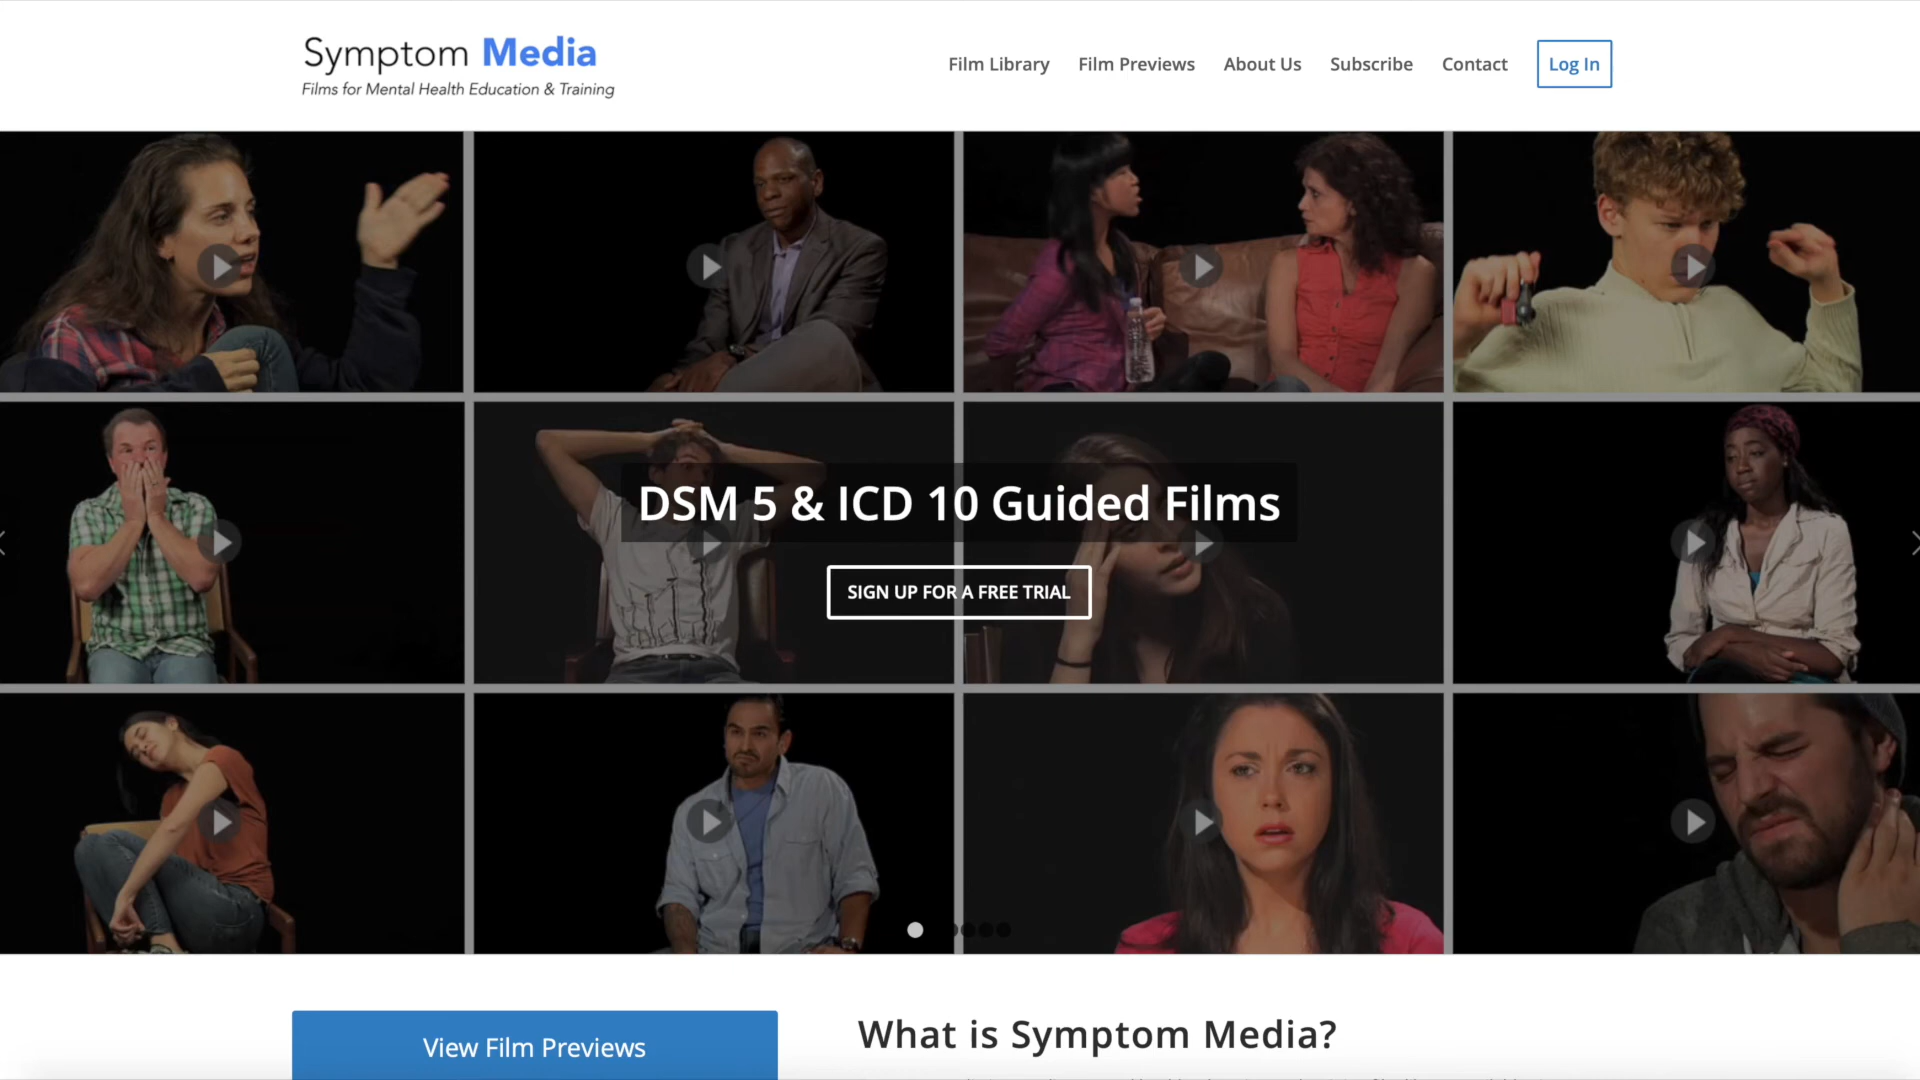 Symptom Media
Films for Mental Health Education & Training
Film Library
Film Previews
About Us
Subscribe
Contact
Log In
DSM 5 & ICD 10 Guided Films
SIGN UP FOR A FREE TRIAL
View Film Previews
What is Symptom Media?